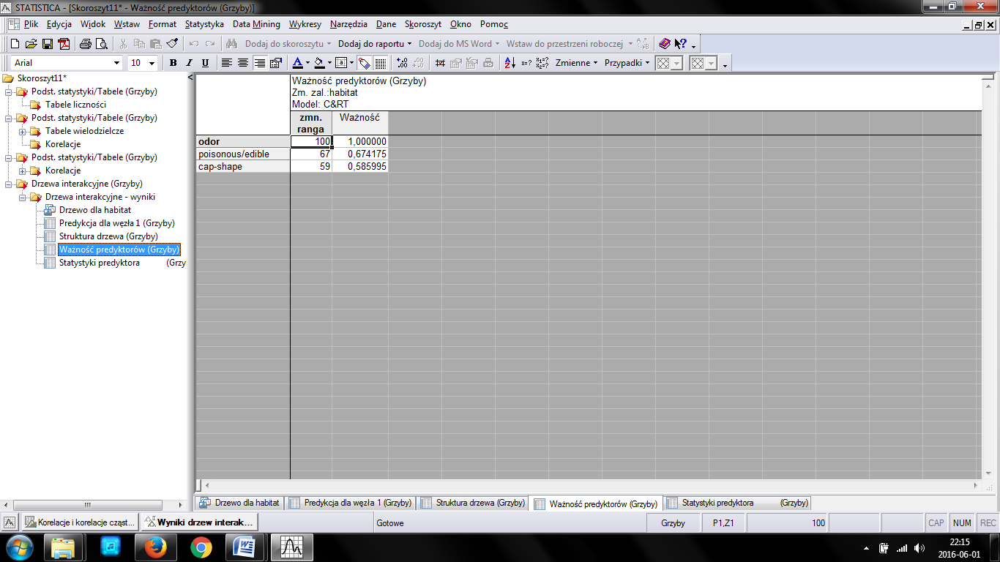 STATISTICA - [Skoroszyt11* - Ważność predyktorów (Grzyby)]
Plik Edycja Widok Wstaw Format Statystyka Data Mining Wykresy Narzędzia Dane Skoroszyt Okno Pomoc
Dodaj do skoroszytu Dodaj do raportu Dodaj do MS Word Wstaw do przestrzeni roboczej
Arial 10 B I U A Zmienne Przypadki
Skoroszyt11*
Podst. statystyki/Tabele (Grzyby)
Tabele liczności
Podst. statystyki/Tabele (Grzyby)
Tabele wielodzielcze
Korelacje
Podst. statystyki/Tabele (Grzyby)
Korelacje
Drzewa interakcyjne (Grzyby)
Drzewa interakcyjne - wyniki
Drzewo dla habitat
Predykcja dla węzła 1 (Grzyby)
Struktura drzewa (Grzyby)
Ważność predyktorów (Grzyby)
Statystyki predyktora (Grzy
Ważność predyktorów (Grzyby)
Zm. zal.:habitat
Model: C&RT
zmn. Ważność
ranga
odor 100 1,000000
poisonous/edible 67 0,674175
cap-shape 59 0,585995
Drzewo dla habitat Predykcja dla węzła 1 (Grzyby) Struktura drzewa (Grzyby) Ważność predyktorów (Grzyby) Statystyki predyktora (Grzyby)
Korelacje i korelacje cząst... Wyniki drzew interak... Gotowe Grzyby P1,Z1 100 CAP NUM REC
22:15
2016-06-01